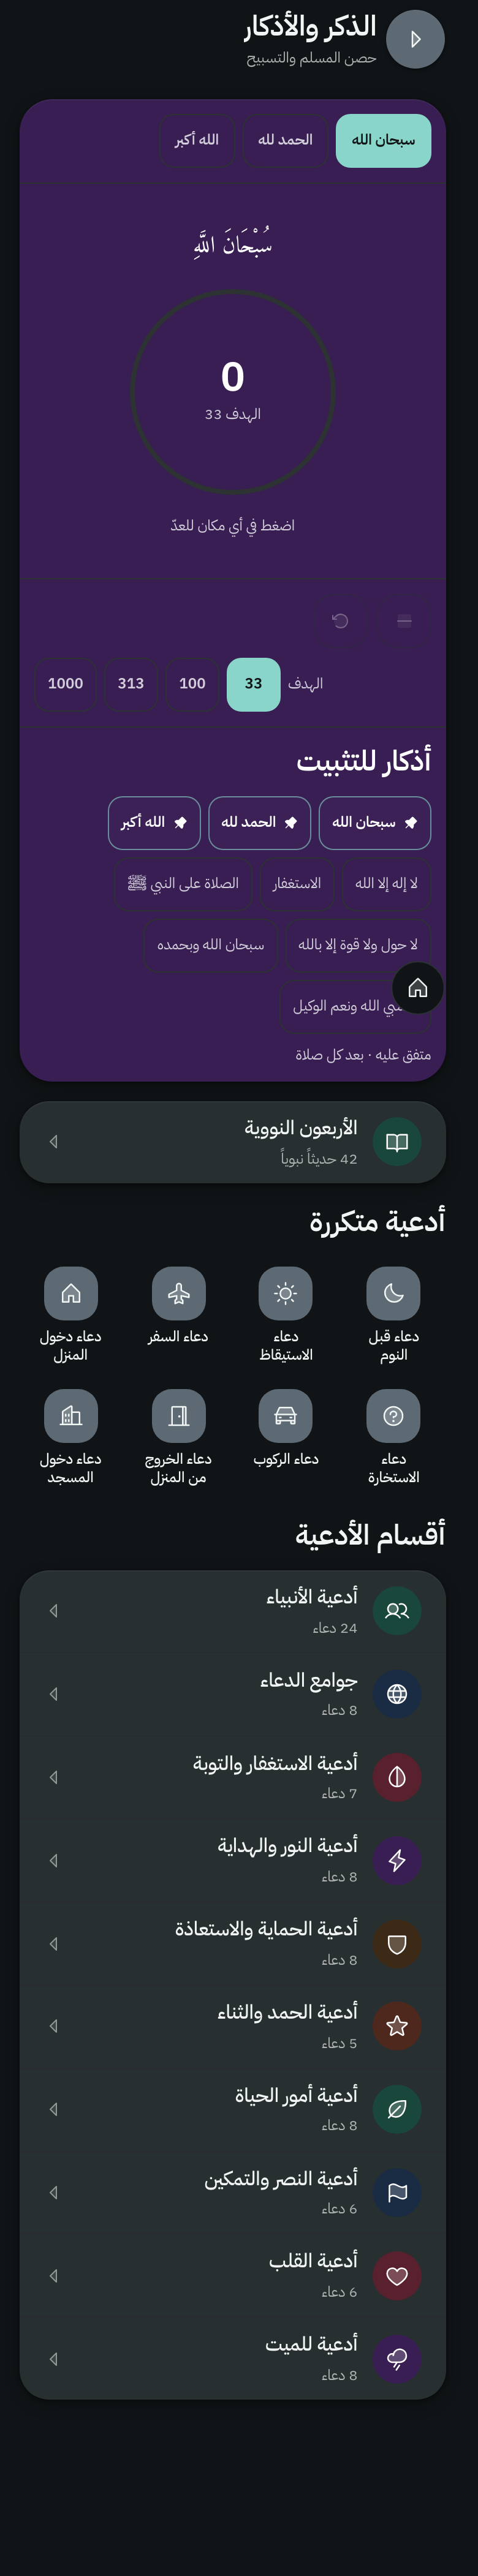 الذكر والأذكار
حصن المسلم والتسبيح
سبحان الله
الحمد لله
الله أكبر
سُبْحَانَ اللَّهِ
0
الهدف 33
اضغط في أي مكان للعدّ
الهدف
33
100
313
1000
أذكار للتثبيت
سبحان الله
الحمد لله
الله أكبر
لا إله إلا الله
الاستغفار
الصلاة على النبي ﷺ
لا حول ولا قوة إلا بالله
سبحان الله وبحمده
الله ونعم الوكيل
متفق عليه · بعد كل صلاة
الأربعون النووية
42 حديثاً نبوياً
أدعية متكررة
دعاء قبل النوم
دعاء الاستيقاظ
دعاء السفر
دعاء دخول المنزل
دعاء الاستخارة
دعاء الركوب
دعاء الخروج من المنزل
دعاء دخول المسجد
أقسام الأدعية
أدعية الأنبياء
24 دعاء
جوامع الدعاء
8 دعاء
أدعية الاستغفار والتوبة
7 دعاء
أدعية النور والهداية
8 دعاء
أدعية الحماية والاستعاذة
8 دعاء
أدعية الحمد والثناء
5 دعاء
أدعية أمور الحياة
8 دعاء
أدعية النصر والتمكين
6 دعاء
أدعية القلب
6 دعاء
أدعية للميت
8 دعاء